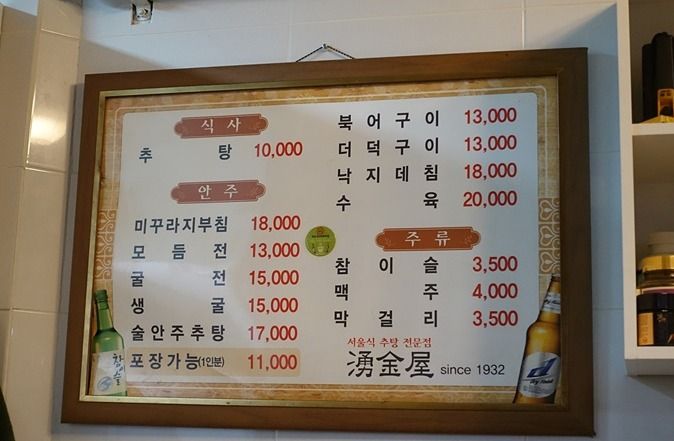 식사
추탕 10,000
안주
미꾸라지부침 18,000
모듬전 13,000
굴전 15,000
생굴 15,000
술안주추탕 17,000
포장가능(1인분) 11,000
북어구이 13,000
더덕구이 13,000
낙지데침 18,000
수육 20,000
주류
참이슬 3,500
맥주 4,000
막걸리 3,500
서울식 추탕 전문점
湧金屋 since 1932
참이슬
d